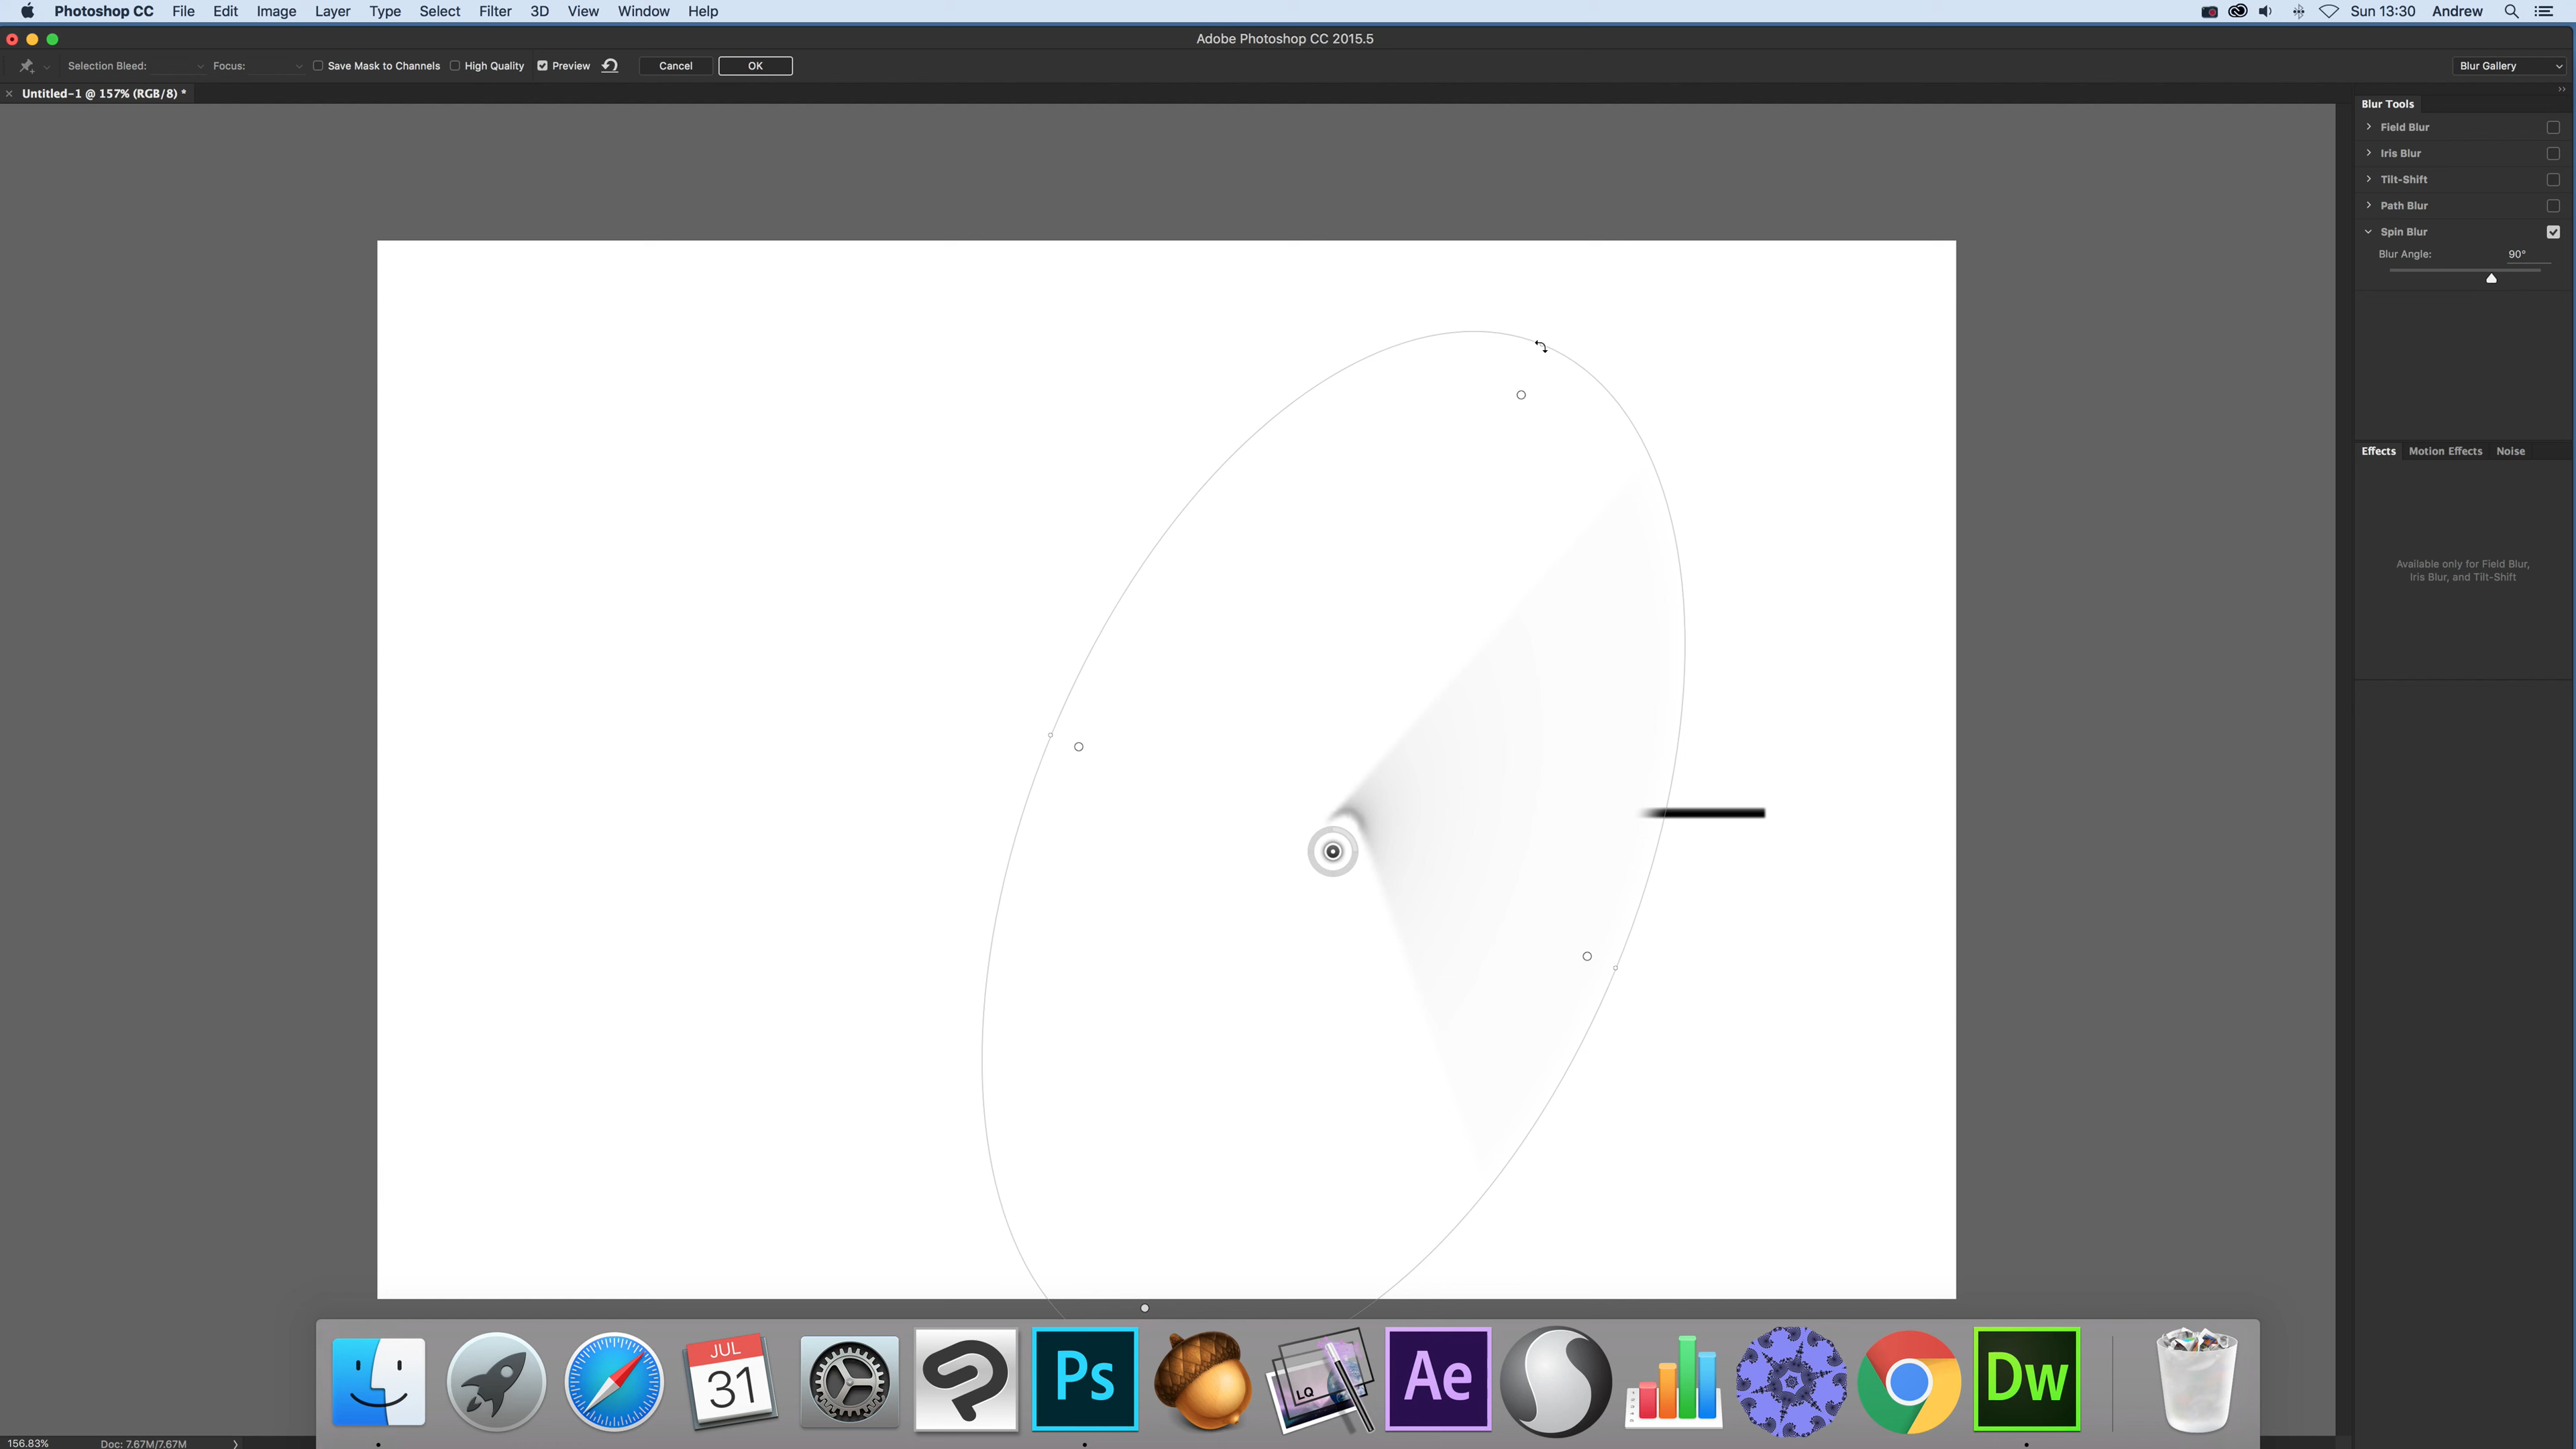 Photoshop CC File Edit Image Layer Type Select Filter 3D View Window Help Sun 13:30 Andrew
Adobe Photoshop CC 2015.5
Selection Bleed: Focus: Save Mask to Channels High Quality Preview Cancel OK Blur Gallery
Untitled-1 @ 157% (RGB/8) *
Blur Tools
Field Blur
Iris Blur
Tilt-Shift
Path Blur
Spin Blur
Blur Angle: 90°
Effects Motion Effects Noise
Available only for Field Blur,
Iris Blur, and Tilt-Shift
JUL
31
Ps
LQ
Ae
Dw
156.83% Doc: 7.67M/7.67M